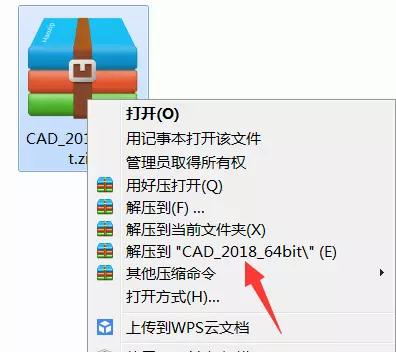 Haozip
CAD_201
t.zi
打开(O)
用记事本打开该文件
管理员取得所有权
用好压打开(Q)
解压到(F) ...
解压到当前文件夹(X)
解压到 "CAD_2018_64bit\" (E)
其他压缩命令
打开方式(H)...
上传到WPS云文档